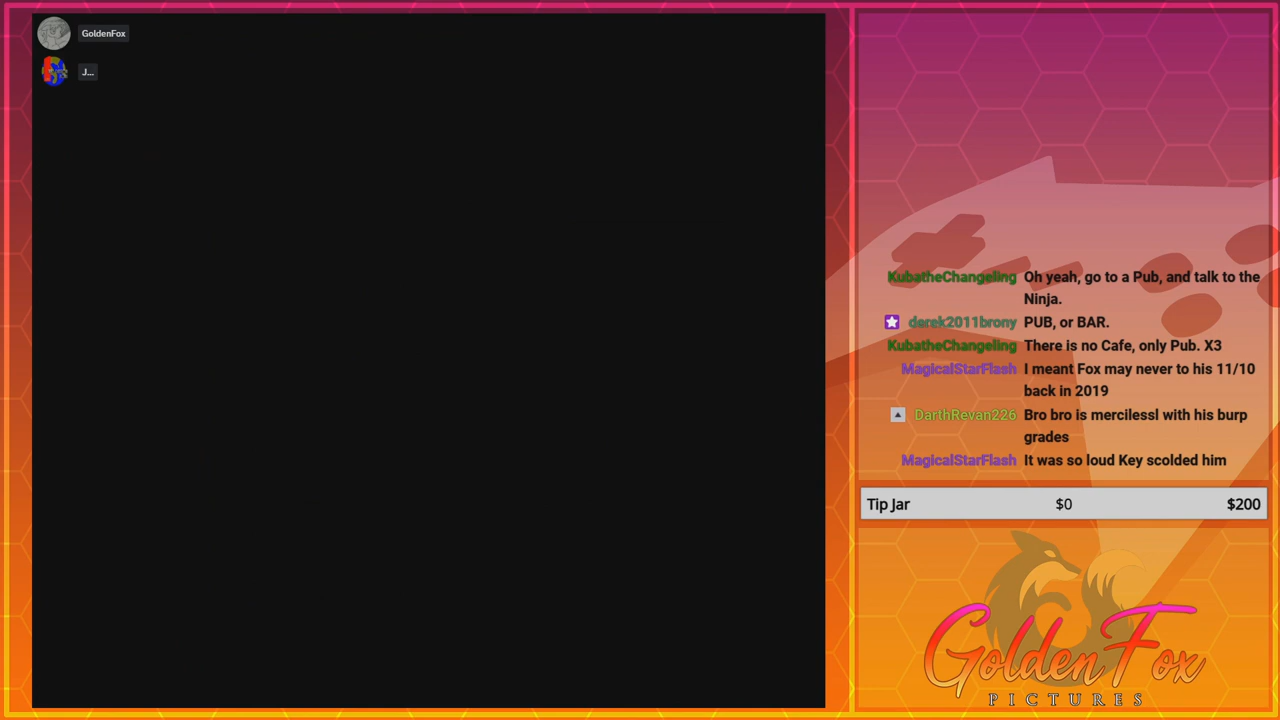 GoldenFox
J...
KubatheChangeling Oh yeah, go to a Pub, and talk to the
Ninja.
darek2011brony PUB, or BAR.
KubatheChangeling There is no Cafe, only Pub. X3
MagicalStarFlash I meant Fox may never to his 11/10
back in 2019
DarthRevan226 Bro bro is mercilessl with his burp
grades
MagicalStarFlash It was so loud Key scolded him
Tip Jar $0 $200
GoldenFox
PICTURES